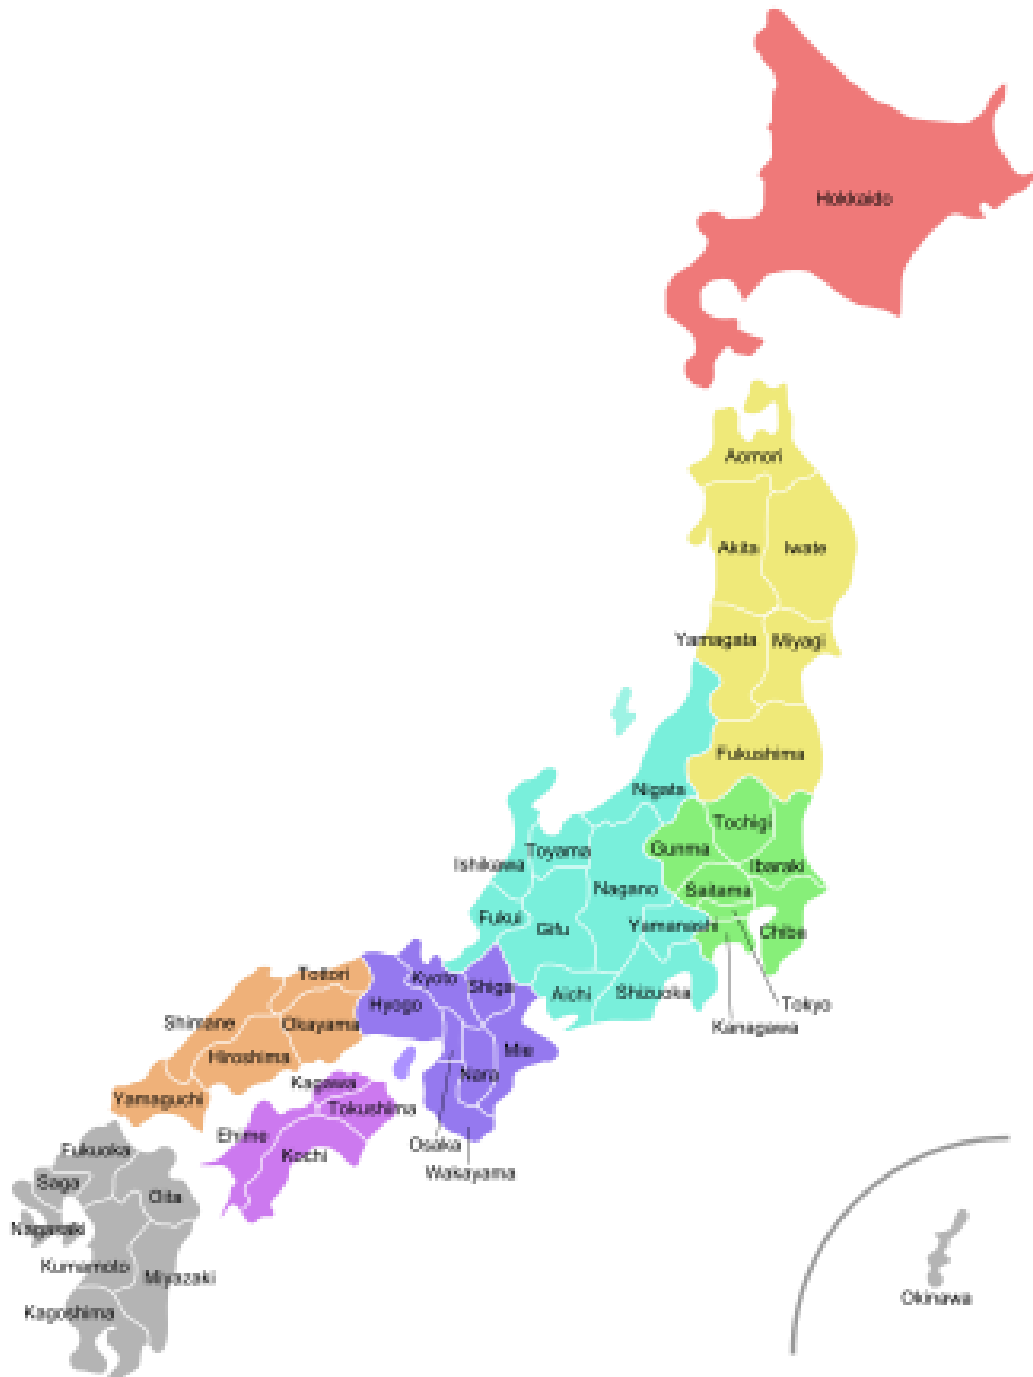 Hokkaido
Aomori
Akita
Iwate
Yamagata
Miyagi
Fukushima
Nigata
Tochigi
Gunma
Toyama
Ishikawa
Ibaraki
Nagano
Saitama
Fukui
Gifu
Yamanashi
Chiba
Tottori
Kyoto
Shiga
Aichi
Shizuoka
Hyogo
Tokyo
Shimane
Okayama
Kanagawa
Hiroshima
Mie
Nara
Kagawa
Yamaguchi
Tokushima
Ehime
Osaka
Fukuoka
Kochi
Wakayama
Saga
Oita
Nagasaki
Kumamoto
Miyazaki
Okinawa
Kagoshima